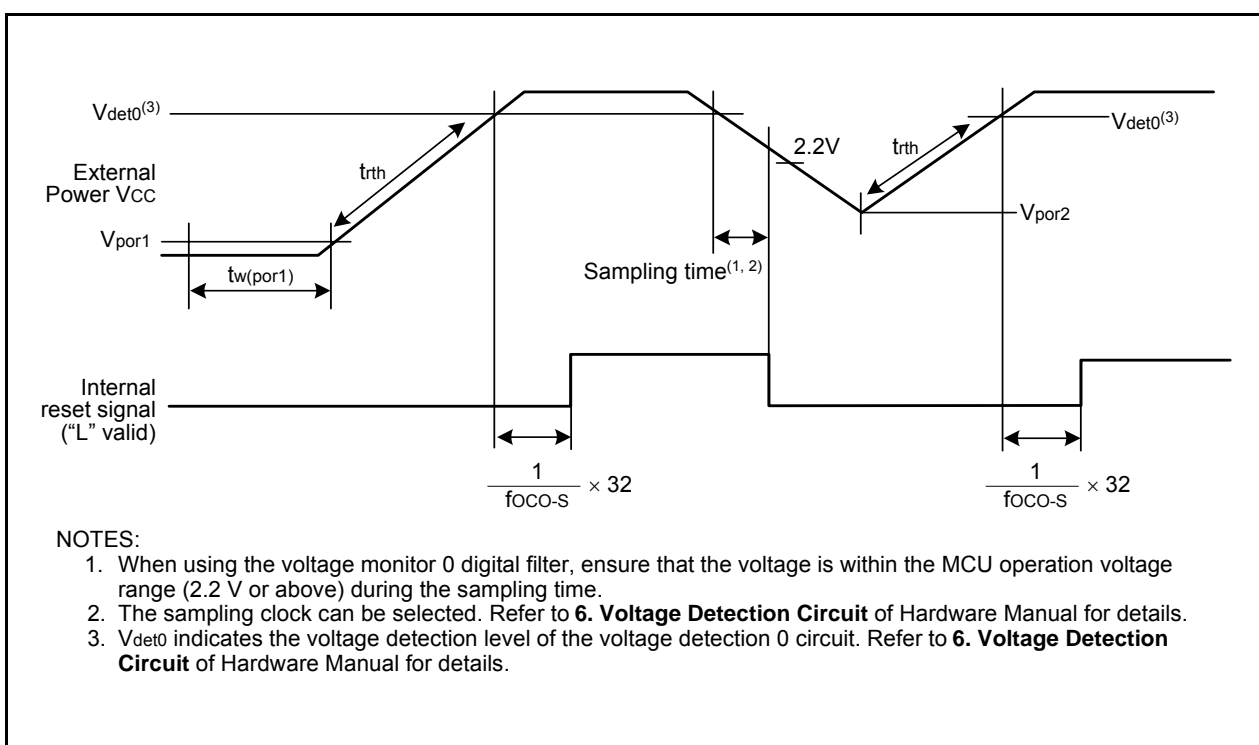 Vdet0(3)
2.2V
Vdet0(3)
trth
trth
External
Power VCC
Vpor2
Vpor1
Sampling time(1, 2)
tw(por1)
Internal
reset signal
(“L” valid)
1
fOCO-S
× 32
1
fOCO-S
× 32
NOTES:
1. When using the voltage monitor 0 digital filter, ensure that the voltage is within the MCU operation voltage
range (2.2 V or above) during the sampling time.
2. The sampling clock can be selected. Refer to 6. Voltage Detection Circuit of Hardware Manual for details.
3. Vdet0 indicates the voltage detection level of the voltage detection 0 circuit. Refer to 6. Voltage Detection
Circuit of Hardware Manual for details.